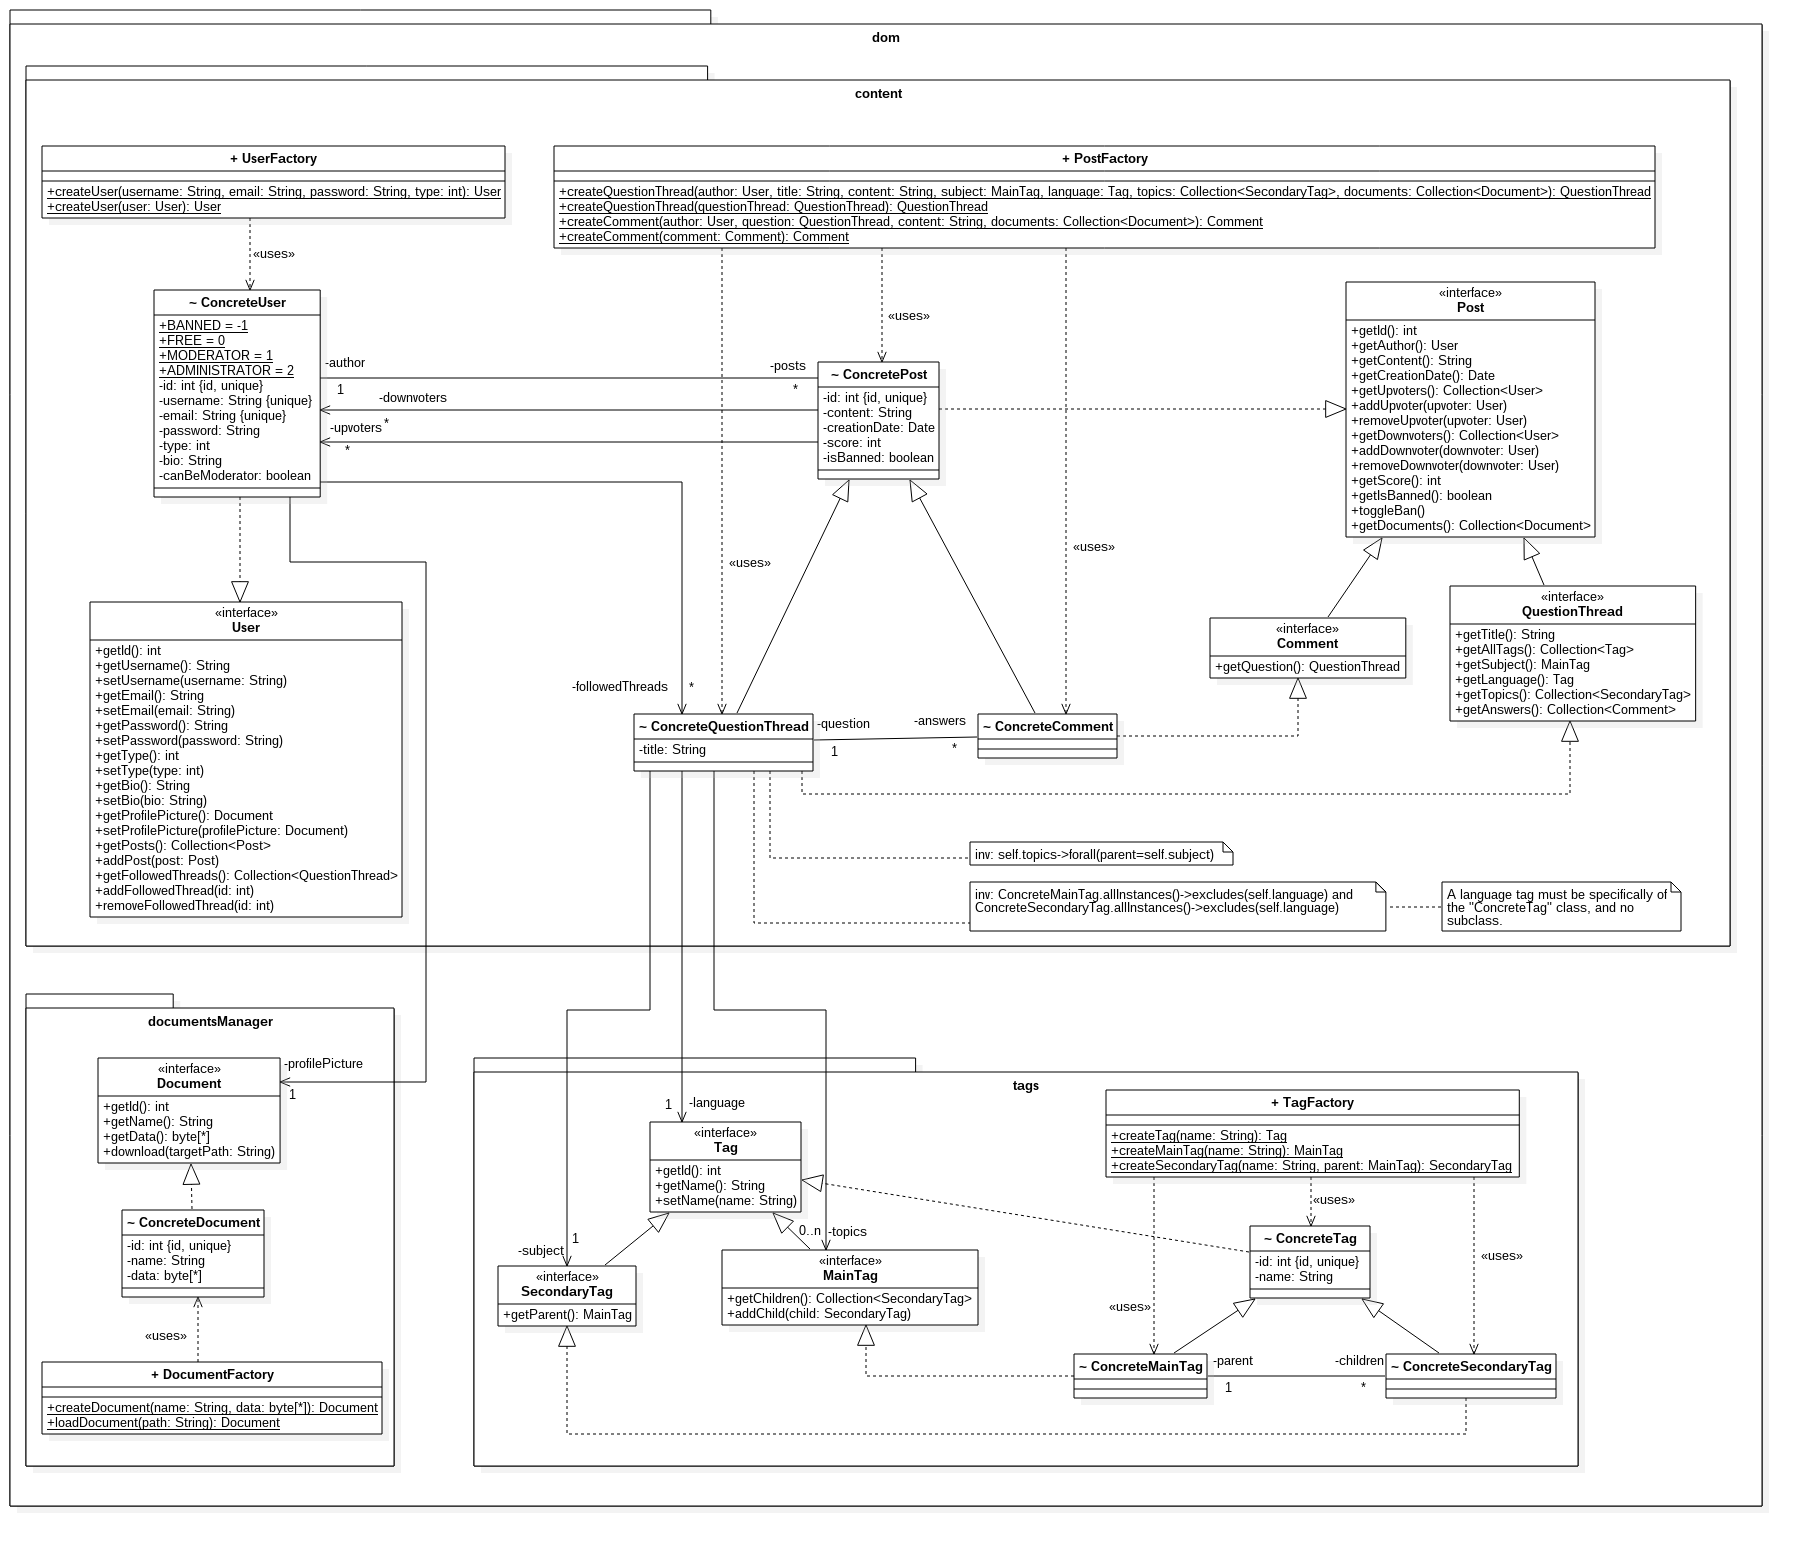 dom
content
+ UserFactory
+createUser(username: String, email: String, password: String, type: int): User
+createUser(user: User): User
+ PostFactory
+createQuestionThread(author: User, title: String, content: String, subject: MainTag, language: Tag, topics: Collection<SecondaryTag>, documents: Collection<Document>): QuestionThread
+createQuestionThread(questionThread: QuestionThread): QuestionThread
+createComment(author: User, question: QuestionThread, content: String, documents: Collection<Document>): Comment
+createComment(comment: Comment): Comment
«uses»
«uses»
~ ConcreteUser
+BANNED = -1
+FREE = 0
+MODERATOR = 1
+ADMINISTRATOR = 2
-id: int {id, unique}
-username: String {unique}
-email: String {unique}
-password: String
-type: int
-bio: String
-canBeModerator: boolean
-author
1
-posts
*
-downvoters
*
-upvoters
*
~ ConcretePost
-id: int {id, unique}
-content: String
-creationDate: Date
-score: int
-isBanned: boolean
«interface»
Post
+getId(): int
+getAuthor(): User
+getContent(): String
+getCreationDate(): Date
+getUpvoters(): Collection<User>
+addUpvoter(upvoter: User)
+removeUpvoter(upvoter: User)
+getDownvoters(): Collection<User>
+addDownvoter(downvoter: User)
+removeDownvoter(downvoter: User)
+getScore(): int
+getIsBanned(): boolean
+toggleBan()
+getDocuments(): Collection<Document>
«uses»
«uses»
«interface»
User
+getId(): int
+getUsername(): String
+setUsername(username: String)
+getEmail(): String
+setEmail(email: String)
+getPassword(): String
+setPassword(password: String)
+getType(): int
+setType(type: int)
+getBio(): String
+setBio(bio: String)
+getProfilePicture(): Document
+setProfilePicture(profilePicture: Document)
+getPosts(): Collection<Post>
+addPost(post: Post)
+getFollowedThreads(): Collection<QuestionThread>
+addFollowedThread(id: int)
+removeFollowedThread(id: int)
«interface»
Comment
+getQuestion(): QuestionThread
«interface»
QuestionThread
+getTitle(): String
+getAllTags(): Collection<Tag>
+getSubject(): MainTag
+getLanguage(): Tag
+getTopics(): Collection<SecondaryTag>
+getAnswers(): Collection<Comment>
-followedThreads
*
~ ConcreteQuestionThread
-title: String
-question
1
-answers
*
~ ConcreteComment
inv: self.topics->forall(parent=self.subject)
inv: ConcreteMainTag.allInstances()->excludes(self.language) and
ConcreteSecondaryTag.allInstances()->excludes(self.language)
A language tag must be specifically of
the "ConcreteTag" class, and no
subclass.
documentsManager
«interface»
Document
+getId(): int
+getName(): String
+getData(): byte[*]
+download(targetPath: String)
-profilePicture
1
~ ConcreteDocument
-id: int {id, unique}
-name: String
-data: byte[*]
«uses»
+ DocumentFactory
+createDocument(name: String, data: byte[*]): Document
+loadDocument(path: String): Document
tags
1
-language
«interface»
Tag
+getId(): int
+getName(): String
+setName(name: String)
+ TagFactory
+createTag(name: String): Tag
+createMainTag(name: String): MainTag
+createSecondaryTag(name: String, parent: MainTag): SecondaryTag
«uses»
1
-subject
0..n
-topics
«interface»
SecondaryTag
+getParent(): MainTag
«interface»
MainTag
+getChildren(): Collection<SecondaryTag>
+addChild(child: SecondaryTag)
~ ConcreteTag
-id: int {id, unique}
-name: String
«uses»
«uses»
~ ConcreteMainTag
-parent
1
-children
*
~ ConcreteSecondaryTag